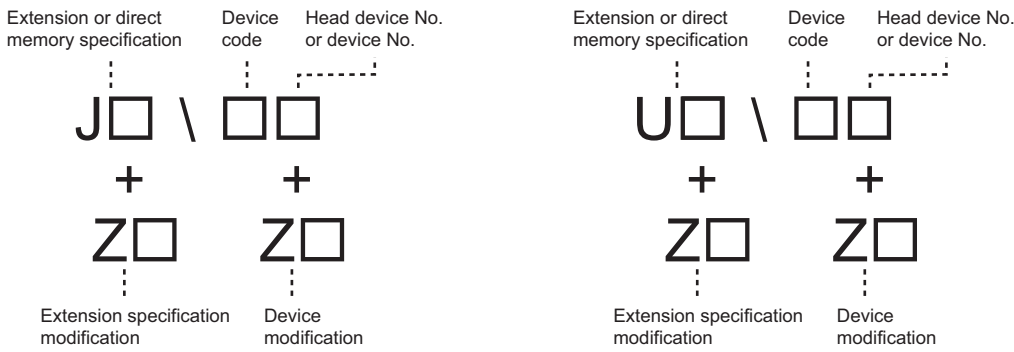 Extension or direct
memory specification
Device
code
Head device No.
or device No.
J□ \ □□
+ +
Z□ Z□
Extension specification
modification
Device
modification
Extension or direct
memory specification
Device
code
Head device No.
or device No.
U□ \ □□
+ +
Z□ Z□
Extension specification
modification
Device
modification